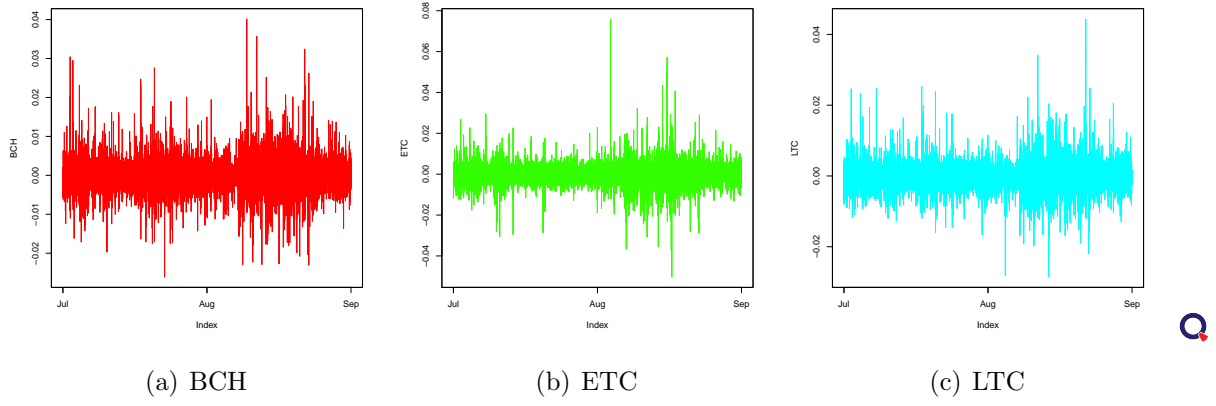 BCH
0.04
0.03
0.02
0.01
0.00
−0.01
−0.02
Jul
Aug
Sep
Index
(a) BCH
ETC
0.08
0.06
0.04
0.02
0.00
−0.02
−0.04
Jul
Aug
Sep
Index
(b) ETC
LTC
0.04
0.02
0.00
−0.02
Jul
Aug
Sep
Index
(c) LTC